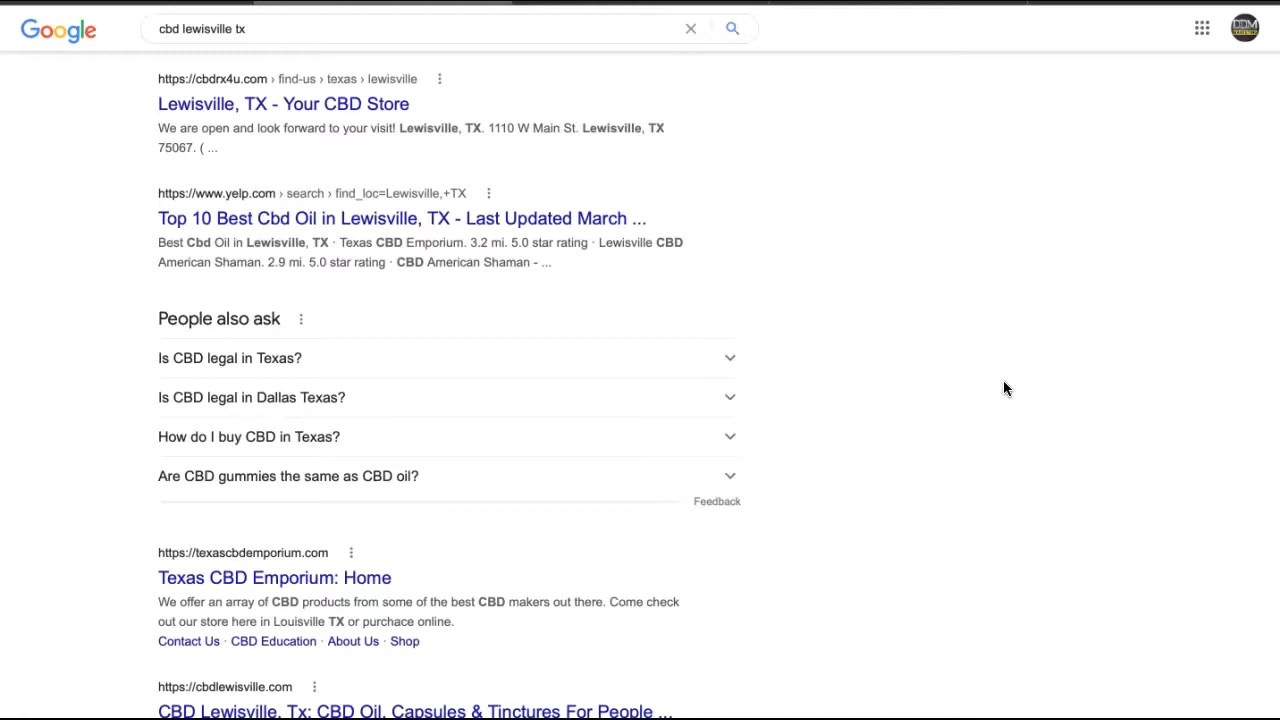 Google
cbd lewisville tx
DDM
https://cbdrx4u.com › find-us › texas › lewisville
Lewisville, TX - Your CBD Store
We are open and look forward to your visit! Lewisville, TX. 1110 W Main St. Lewisville, TX
75067. ( ...
https://www.yelp.com › search › find_loc=Lewisville,+TX
Top 10 Best Cbd Oil in Lewisville, TX - Last Updated March ...
Best Cbd Oil in Lewisville, TX · Texas CBD Emporium. 3.2 mi. 5.0 star rating · Lewisville CBD
American Shaman. 2.9 mi. 5.0 star rating · CBD American Shaman - ...
People also ask
Is CBD legal in Texas?
Is CBD legal in Dallas Texas?
How do I buy CBD in Texas?
Are CBD gummies the same as CBD oil?
Feedback
https://texascbdemporium.com
Texas CBD Emporium: Home
We offer an array of CBD products from some of the best CBD makers out there. Come check
out our store here in Louisville TX or purchace online.
Contact Us · CBD Education · About Us · Shop
https://cbdlewisville.com
CBD Lewisville, Tx: CBD Oil, Capsules & Tinctures For People ...